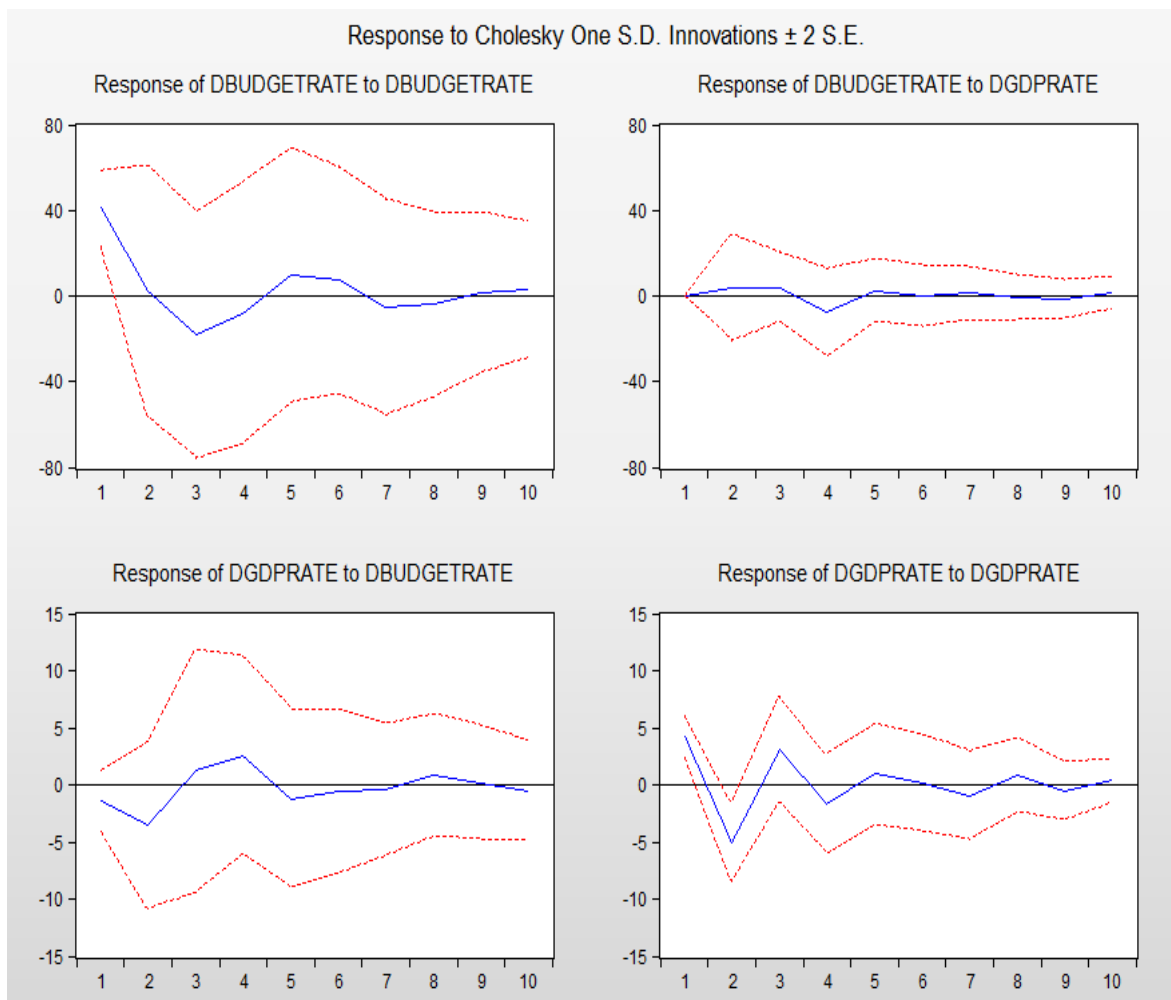 Response to Cholesky One S.D. Innovations ± 2 S.E.
Response of DBUDGETRATE to DBUDGETRATE
80
40
0
-40
-80
1 2 3 4 5 6 7 8 9 10
Response of DBUDGETRATE to DGDPRATE
80
40
0
-40
-80
1 2 3 4 5 6 7 8 9 10
Response of DGDPRATE to DBUDGETRATE
15
10
5
0
-5
-10
-15
1 2 3 4 5 6 7 8 9 10
Response of DGDPRATE to DGDPRATE
15
10
5
0
-5
-10
-15
1 2 3 4 5 6 7 8 9 10